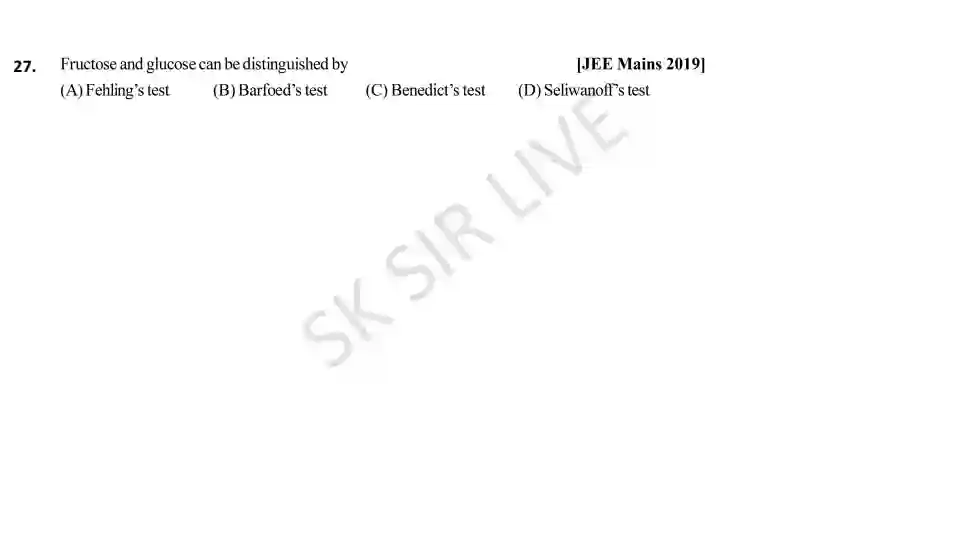 27. Fructose and glucose can be distinguished by [JEE Mains 2019]
(A) Fehling’s test (B) Barfoed’s test (C) Benedict’s test (D) Seliwanoff’s test
SK SIR LIVE